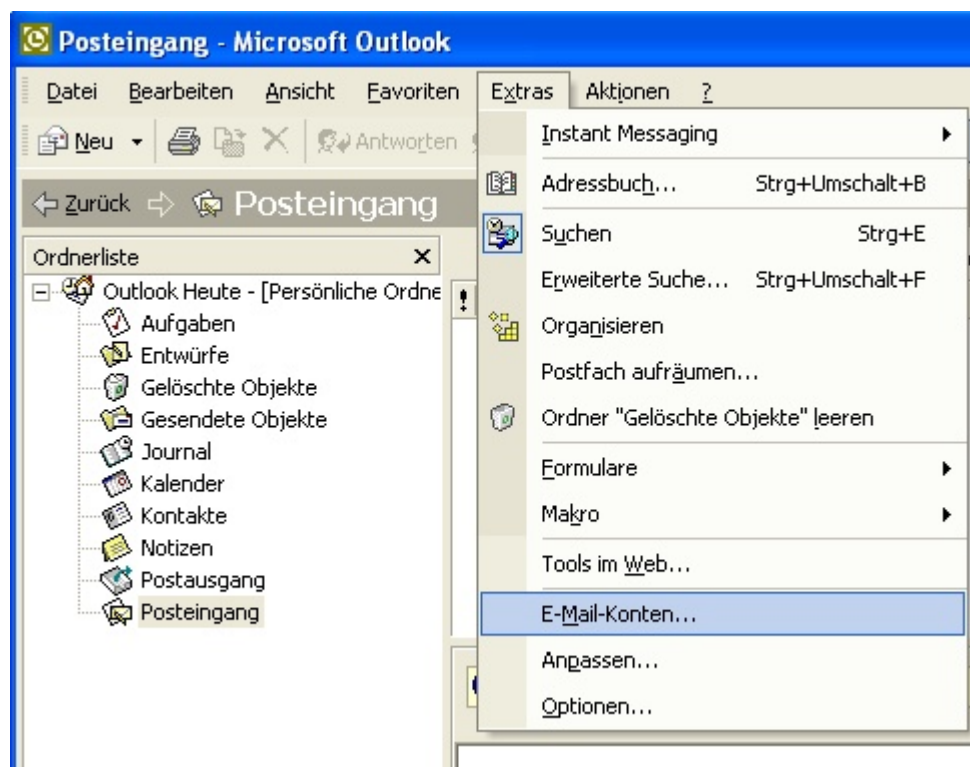 Posteingang - Microsoft Outlook
Datei Bearbeiten Ansicht Favoriten Extras Aktionen ?
Neu Antworten
Zurück Posteingang
Ordnerliste
Outlook Heute - [Persönliche Ordne
Aufgaben
Entwürfe
Gelöschte Objekte
Gesendete Objekte
Journal
Kalender
Kontakte
Notizen
Postausgang
Posteingang
Instant Messaging
Adressbuch... Strg+Umschalt+B
Suchen Strg+E
Erweiterte Suche... Strg+Umschalt+F
Organisieren
Postfach aufräumen...
Ordner "Gelöschte Objekte" leeren
Formulare
Makro
Tools im Web...
E-Mail-Konten...
Anpassen...
Optionen...